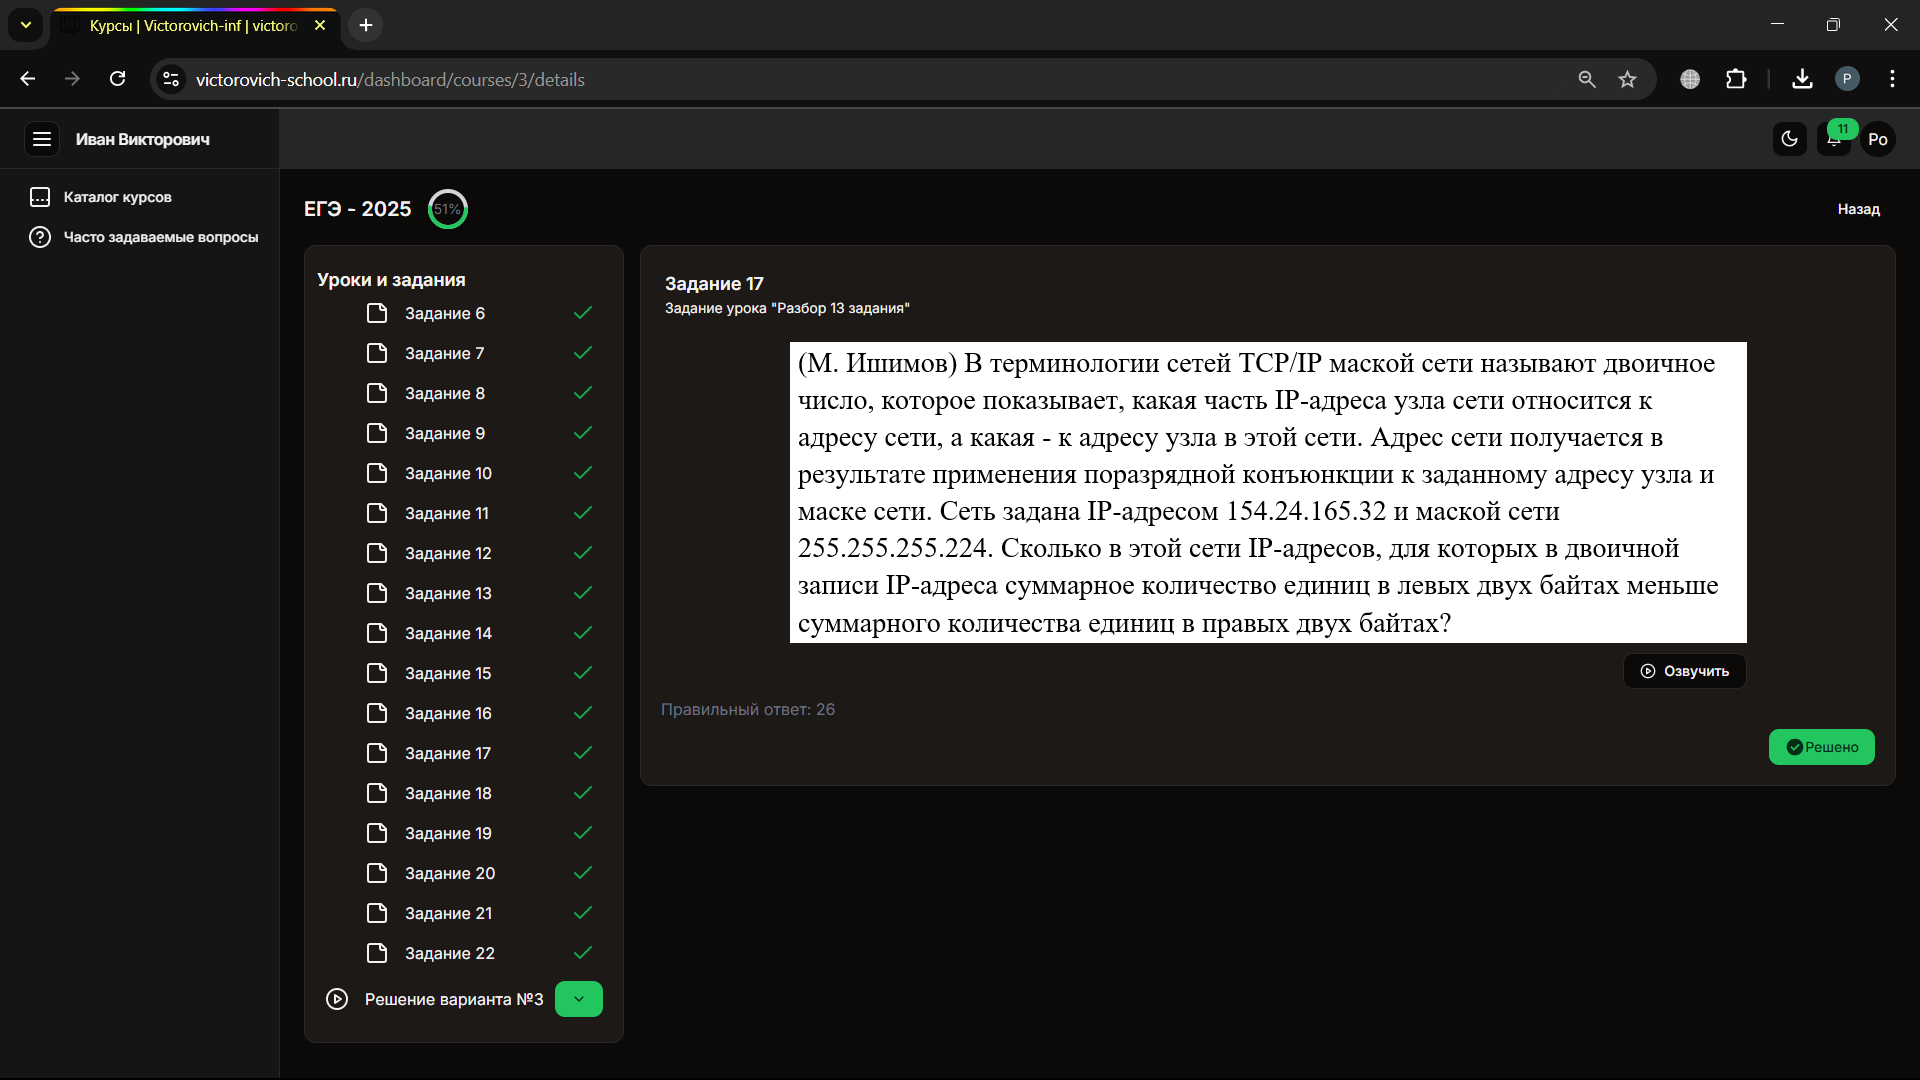 Курсы | Victorovich-inf | victoro
victorovich-school.ru/dashboard/courses/3/details
P
Иван Викторович
11
Po
Каталог курсов
Часто задаваемые вопросы
ЕГЭ - 2025
51%
Назад
Уроки и задания
Задание 6
Задание 7
Задание 8
Задание 9
Задание 10
Задание 11
Задание 12
Задание 13
Задание 14
Задание 15
Задание 16
Задание 17
Задание 18
Задание 19
Задание 20
Задание 21
Задание 22
Решение варианта №3
Задание 17
Задание урока "Разбор 13 задания"
(М. Ишимов) В терминологии сетей TCP/IP маской сети называют двоичное
число, которое показывает, какая часть IP-адреса узла сети относится к
адресу сети, а какая - к адресу узла в этой сети. Адрес сети получается в
результате применения поразрядной конъюнкции к заданному адресу узла и
маске сети. Сеть задана IP-адресом 154.24.165.32 и маской сети
255.255.255.224. Сколько в этой сети IP-адресов, для которых в двоичной
записи IP-адреса суммарное количество единиц в левых двух байтах меньше
суммарного количества единиц в правых двух байтах?
Озвучить
Правильный ответ: 26
Решено